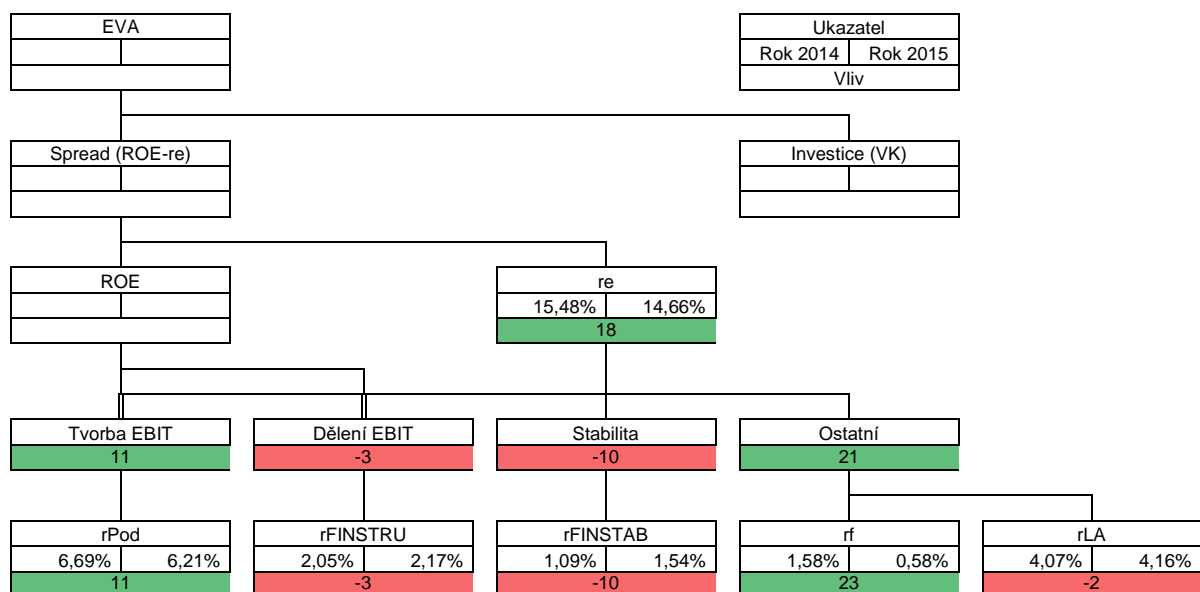 EVA
Ukazatel
Rok 2014 Rok 2015
Vliv
Spread (ROE-re)
Investice (VK)
ROE
re
15,48% 14,66%
18
Tvorba EBIT
11
Dělení EBIT
-3
Stabilita
-10
Ostatní
21
rPod
6,69% 6,21%
11
rFINSTRU
2,05% 2,17%
-3
rFINSTAB
1,09% 1,54%
-10
rf
1,58% 0,58%
23
rLA
4,07% 4,16%
-2